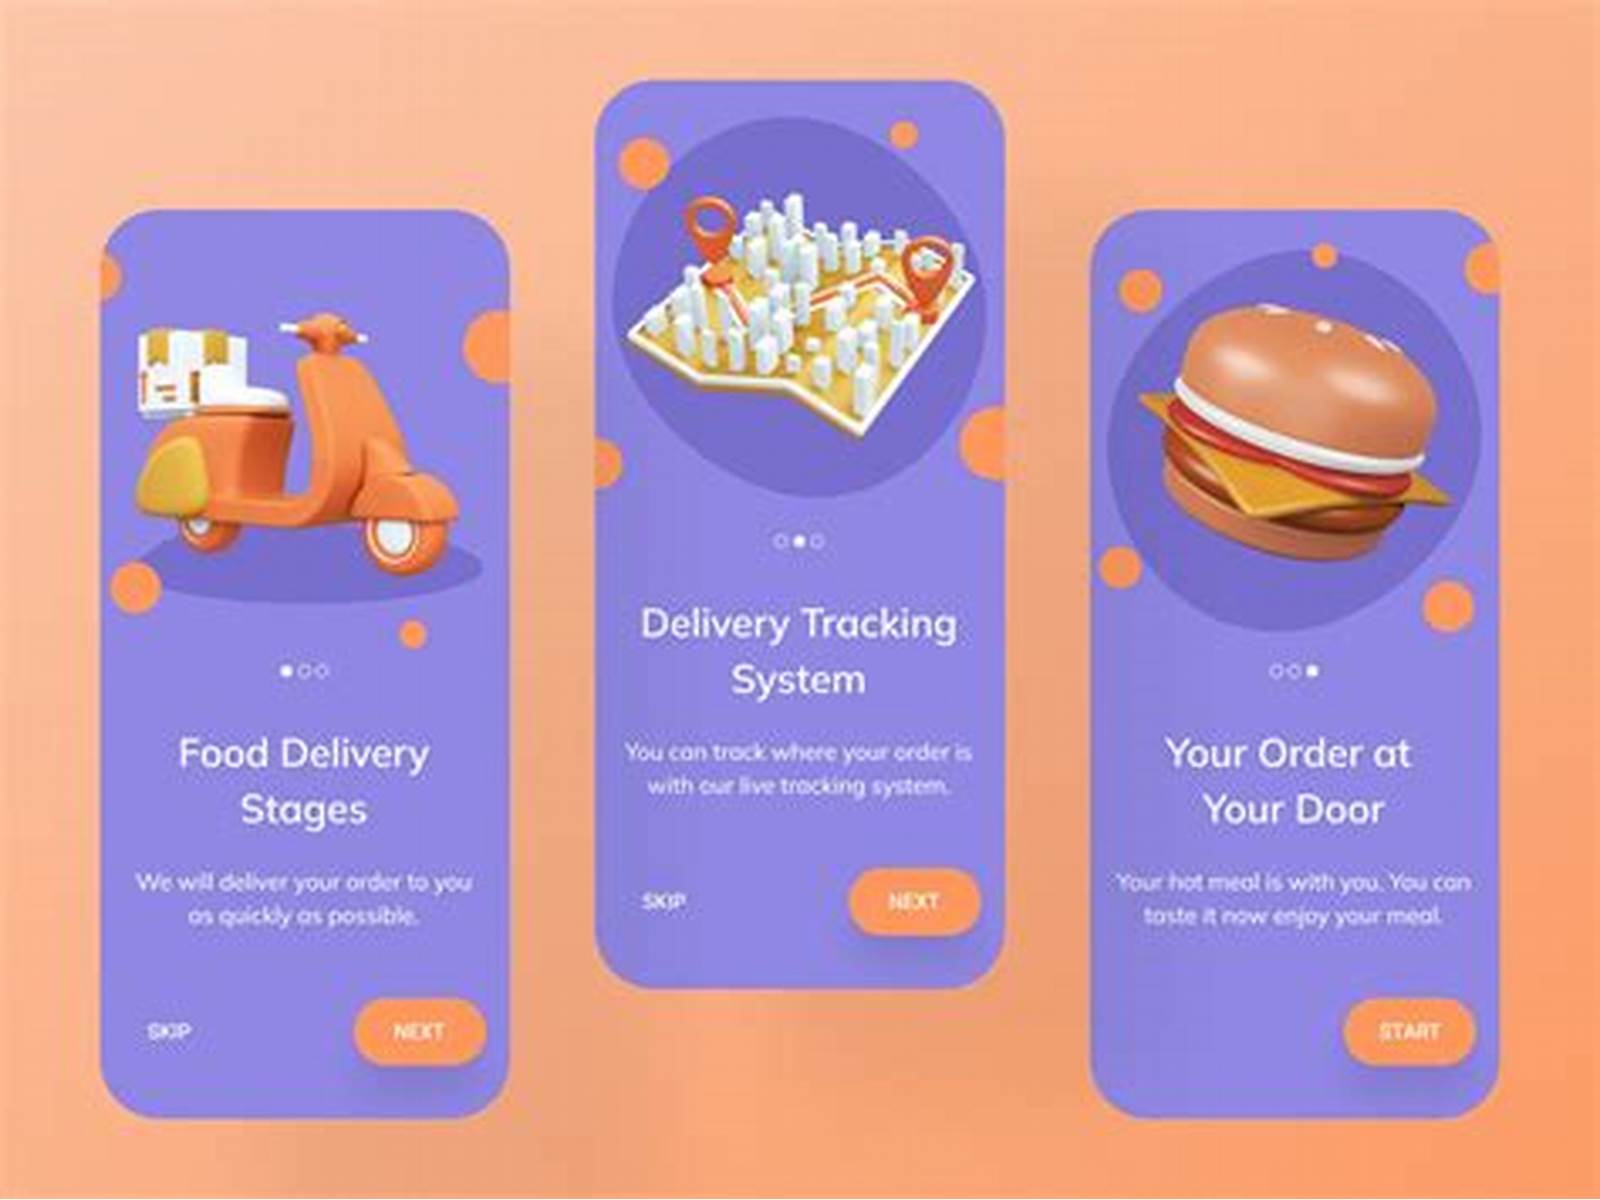 Food Delivery
Stages
We will deliver your order to you
as quickly as possible.
SKIP
NEXT
Delivery Tracking
System
You can track where your order is
with our live tracking system.
SKIP
NEXT
Your Order at
Your Door
Your hot meal is with you. You can
taste it now enjoy your meal.
START